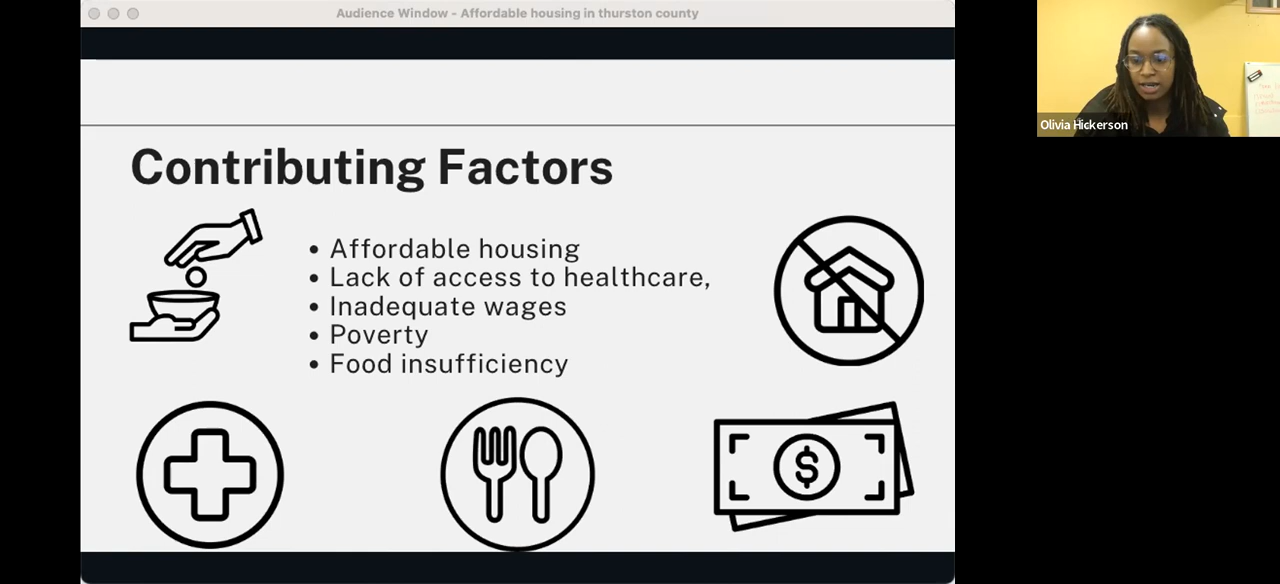 Audience Window - Affordable housing in thurston county
Contributing Factors
• Affordable housing
• Lack of access to healthcare,
• Inadequate wages
• Poverty
• Food insufficiency
$
Olivia Hickerson